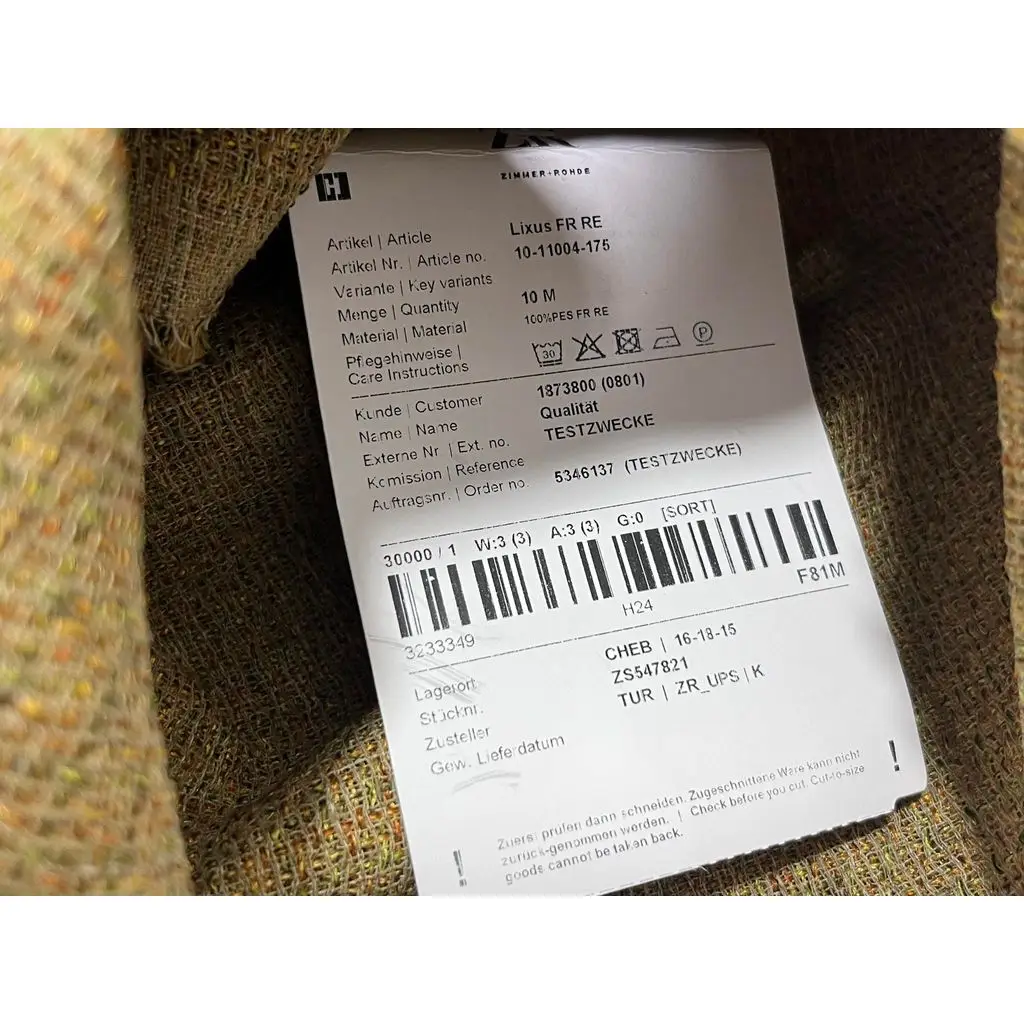 ZIMMER+ROHDE
Artikel | Article Lixus FR RE
Artikel Nr. | Article no. 10-11004-175
Variante | Key variants
Menge | Quantity 10 M
Material | Material 100%PES FR RE
Pflegehinweise |
Care Instructions 30 P
Kunde | Customer 1873800 (0801)
Name | Name Qualität
Externe Nr | Ext. no. TESTZWECKE
Komission | Reference
Auftragsnr. | Order no. 5346137 (TESTZWECKE)
30000 / 1 W:3 (3) A:3 (3) G:0 [SORT]
3233349 H24 F81M
Lagerort CHEB | 16-18-15
Stücknr. ZS547821
Zusteller TUR | ZR_UPS | K
Gew. Lieferdatum
! Zuerst prüfen dann schneiden. Zugeschnittene Ware kann nicht !
zurück-genommen werden. | Check before you cut. Cut-to-size
goods cannot be taken back.